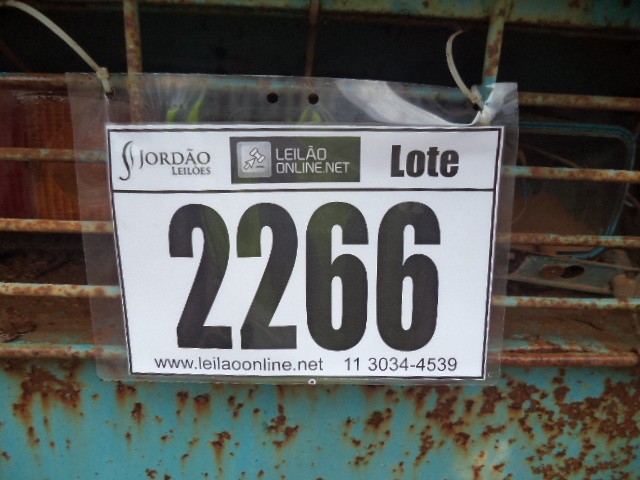 JORDÃO LEILÕES
LEILÃO ONLINE.NET
Lote
2266
www.leilaoonline.net 11 3034-4539